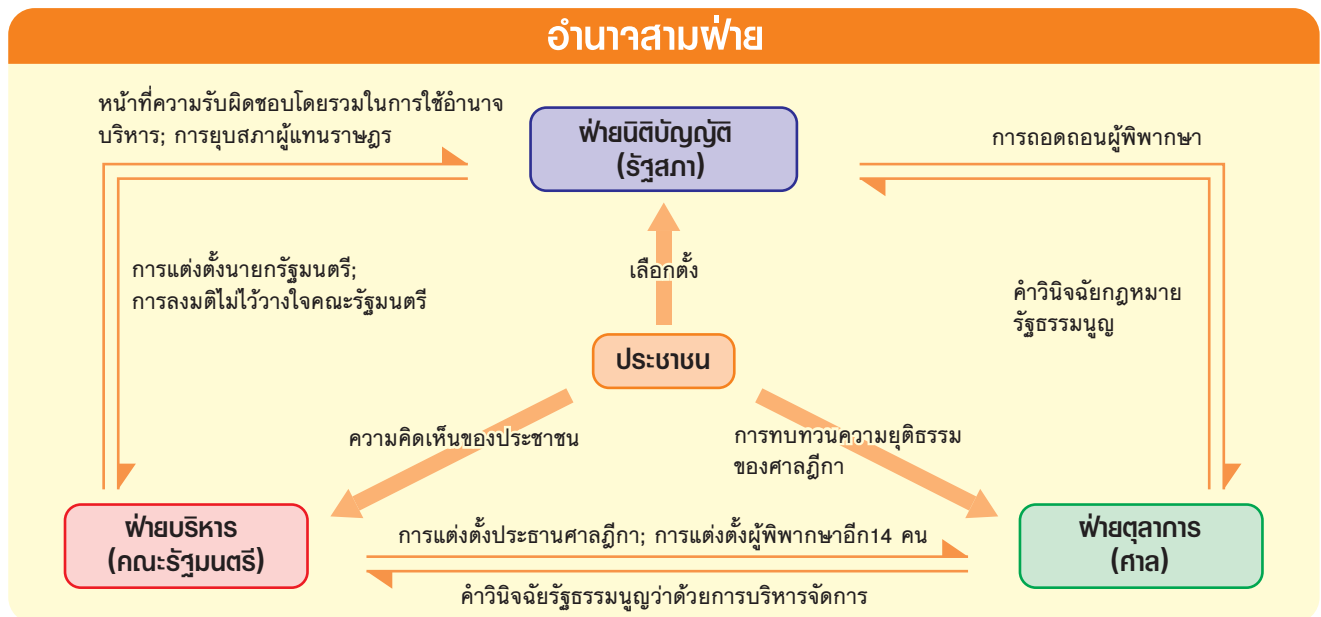 อำนาจสามฝ่าย
หน้าที่ความรับผิดชอบโดยรวมในการใช้อำนาจ
บริหาร; การยุบสภาผู้แทนราษฎร
ฝ่ายนิติบัญญัติ
(รัฐสภา)
การถอดถอนผู้พิพากษา
การแต่งตั้งนายกรัฐมนตรี;
การลงมติไม่ไว้วางใจคณะรัฐมนตรี
เลือกตั้ง
คำวินิจฉัยกฎหมาย
รัฐธรรมนูญ
ประชาชน
ความคิดเห็นของประชาชน
การทบทวนความยุติธรรม
ของศาลฎีกา
ฝ่ายบริหาร
(คณะรัฐมนตรี)
การแต่งตั้งประธานศาลฎีกา; การแต่งตั้งผู้พิพากษาอีก14 คน
คำวินิจฉัยรัฐธรรมนูญว่าด้วยการบริหารจัดการ
ฝ่ายตุลาการ
(ศาล)